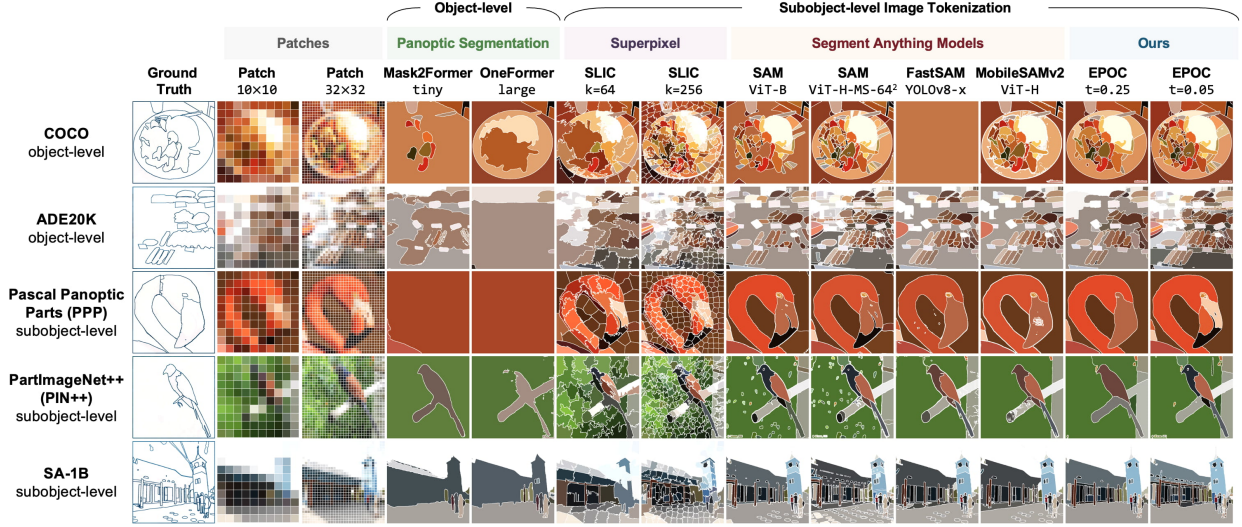 Object-level
Subobject-level Image Tokenization
Patches
Panoptic Segmentation
Superpixel
Segment Anything Models
Ours
Ground
Truth
Patch
10×10
Patch
32×32
Mask2Former
tiny
OneFormer
large
SLIC
k=64
SLIC
k=256
SAM
ViT-B
SAM
ViT-H-MS-64²
FastSAM
YOLOv8-x
MobileSAMv2
ViT-H
EPOC
t=0.25
EPOC
t=0.05
COCO
object-level
ADE20K
object-level
Pascal Panoptic
Parts (PPP)
subobject-level
PartImageNet++
(PIN++)
subobject-level
SA-1B
subobject-level